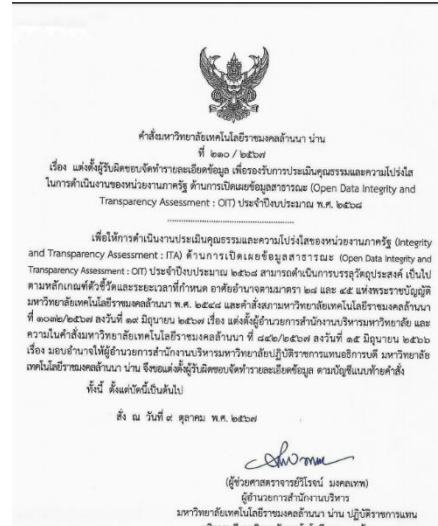 คำสั่งมหาวิทยาลัยเทคโนโลยีราชมงคลล้านนา น่าน
ที่ ๒๑๐ / ๒๕๖๗
เรื่อง แต่งตั้งผู้รับผิดชอบจัดทำรายละเอียดข้อมูล เพื่อรองรับการประเมินคุณธรรมและความโปร่งใส
ในการดำเนินงานของหน่วยงานภาครัฐ ด้านการเปิดเผยข้อมูลสาธารณะ (Open Data Integrity and
Transparency Assessment : OIT) ประจำปีงบประมาณ พ.ศ. ๒๕๖๘
เพื่อให้การดำเนินงานประเมินคุณธรรมและความโปร่งใสของหน่วยงานภาครัฐ (Integrity
and Transparency Assessment : ITA) ด้านการเปิดเผยข้อมูลสาธารณะ (Open Data Integrity and
Transparency Assessment : OIT) ประจำปีงบประมาณ ๒๕๖๘ สามารถดำเนินการบรรลุวัตถุประสงค์ เป็นไป
ตามหลักเกณฑ์ตัวชี้วัดและระยะเวลาที่กำหนด อาศัยอำนาจตามมาตรา ๒๘ และ ๔๕ แห่งพระราชบัญญัติ
มหาวิทยาลัยเทคโนโลยีราชมงคล พ.ศ. ๒๕๔๘ และคำสั่งสภามหาวิทยาลัยเทคโนโลยีราชมงคลล้านนา
ที่ ๑๐๓๒/๒๕๖๗ ลงวันที่ ๑๙ มิถุนายน ๒๕๖๗ เรื่อง แต่งตั้งผู้อำนวยการสำนักงานบริหารมหาวิทยาลัย และ
ความในคำสั่งมหาวิทยาลัยเทคโนโลยีราชมงคลล้านนา ที่ ๘๔๒/๒๕๖๗ ลงวันที่ ๑๕ มิถุนายน ๒๕๖๖
เรื่อง มอบอำนาจให้ผู้อำนวยการสำนักงานบริหารมหาวิทยาลัยปฏิบัติราชการแทนอธิการบดี มหาวิทยาลัย
เทคโนโลยีราชมงคลล้านนา น่าน จึงขอแต่งตั้งผู้รับผิดชอบจัดทำรายละเอียดข้อมูล ตามบัญชีแนบท้ายคำสั่ง
ทั้งนี้ ตั้งแต่บัดนี้เป็นต้นไป
สั่ง ณ วันที่ ๙ ตุลาคม พ.ศ. ๒๕๖๗
(ผู้ช่วยศาสตราจารย์วิโรจน์ มงคลเทพ)
ผู้อำนวยการสำนักงานบริหาร
มหาวิทยาลัยเทคโนโลยีราชมงคลล้านนา น่าน ปฏิบัติราชการแทน